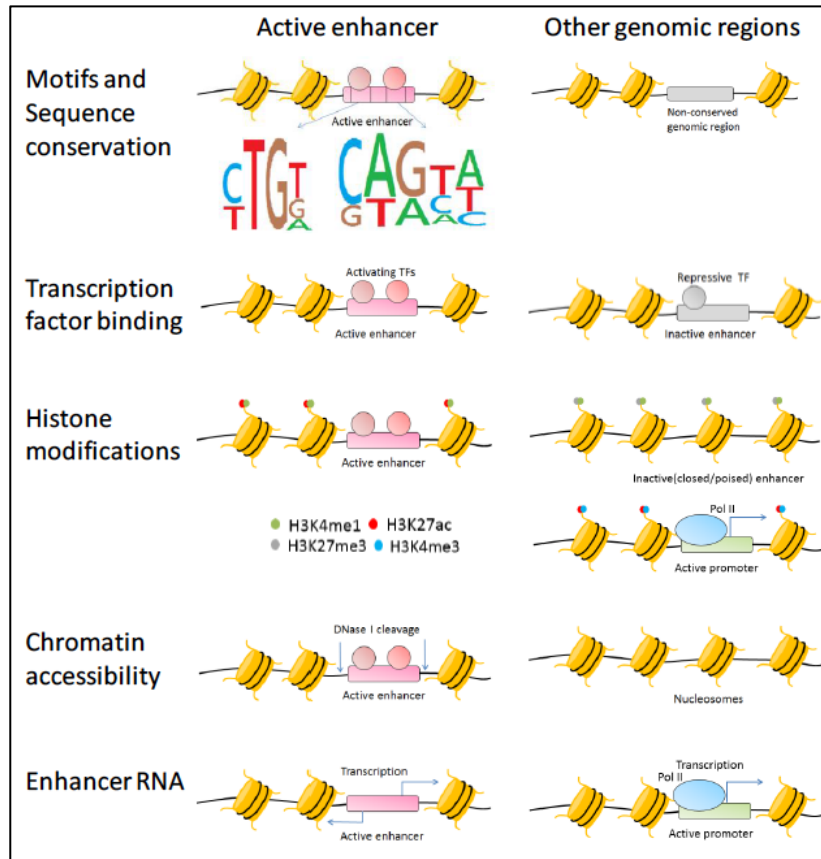 Active enhancer
Other genomic regions
Motifs and
Sequence
conservation
Active enhancer
Non-conserved
genomic region
C T G T
T G
A
C A G T A
G T A C T
A C
Transcription
factor binding
Activating TFs
Active enhancer
Repressive TF
Inactive enhancer
Histone
modifications
Active enhancer
Inactive(closed/poised) enhancer
H3K4me1 H3K27ac
H3K27me3 H3K4me3
Pol II
Active promoter
Chromatin
accessibility
DNase I cleavage
Active enhancer
Nucleosomes
Enhancer RNA
Transcription
Active enhancer
Transcription
Pol II
Active promoter